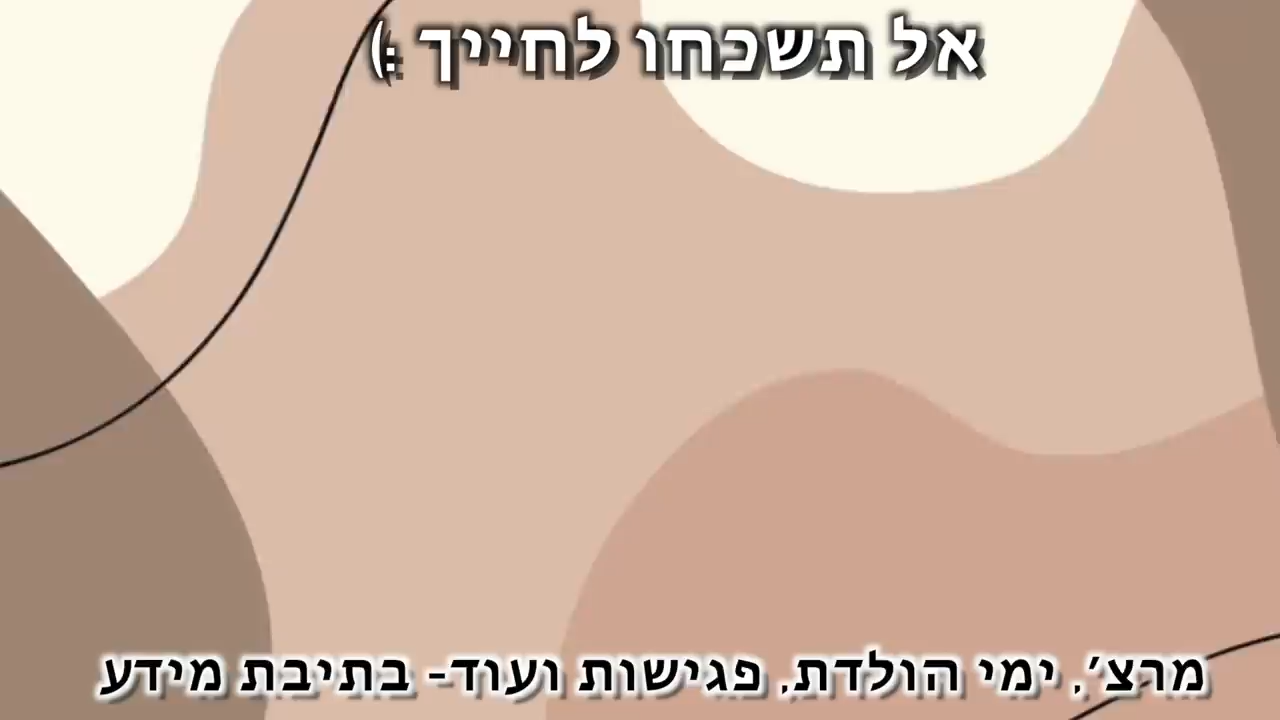 אל תשכחו לחייך :)
מרצ', ימי הולדת, פגישות ועוד- בתיבת מידע